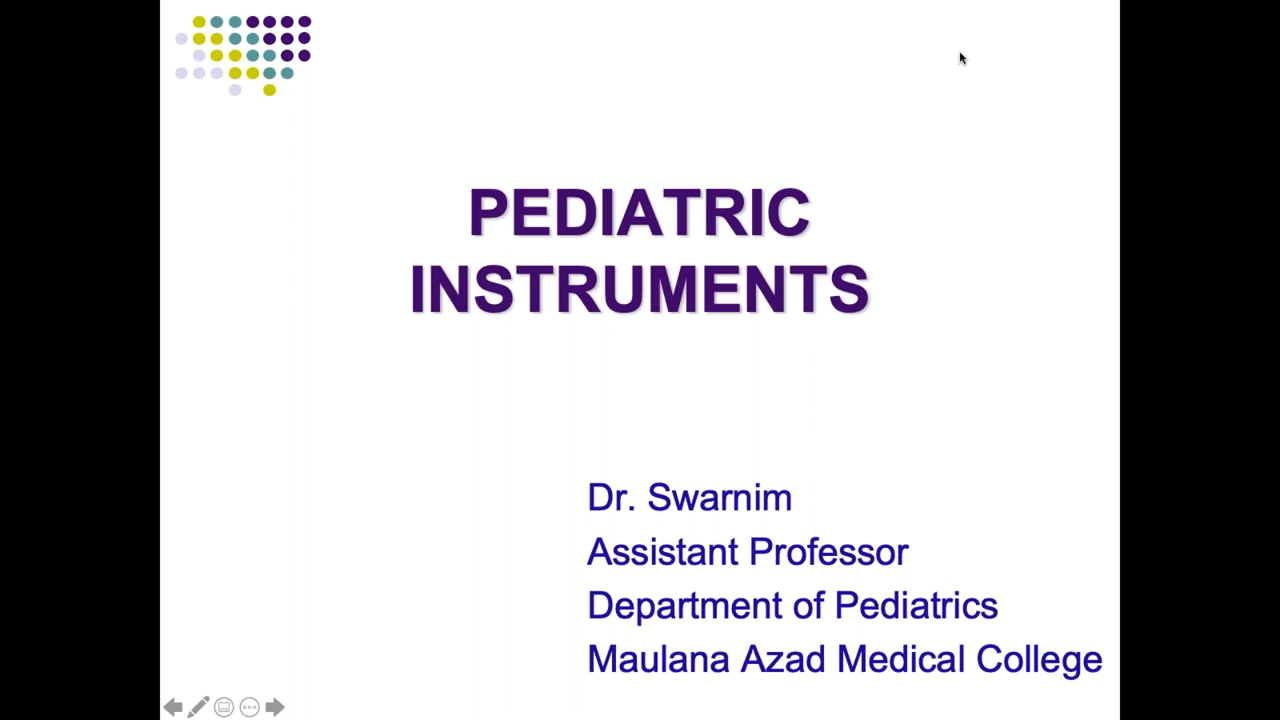 PEDIATRIC
INSTRUMENTS
Dr. Swarnim
Assistant Professor
Department of Pediatrics
Maulana Azad Medical College